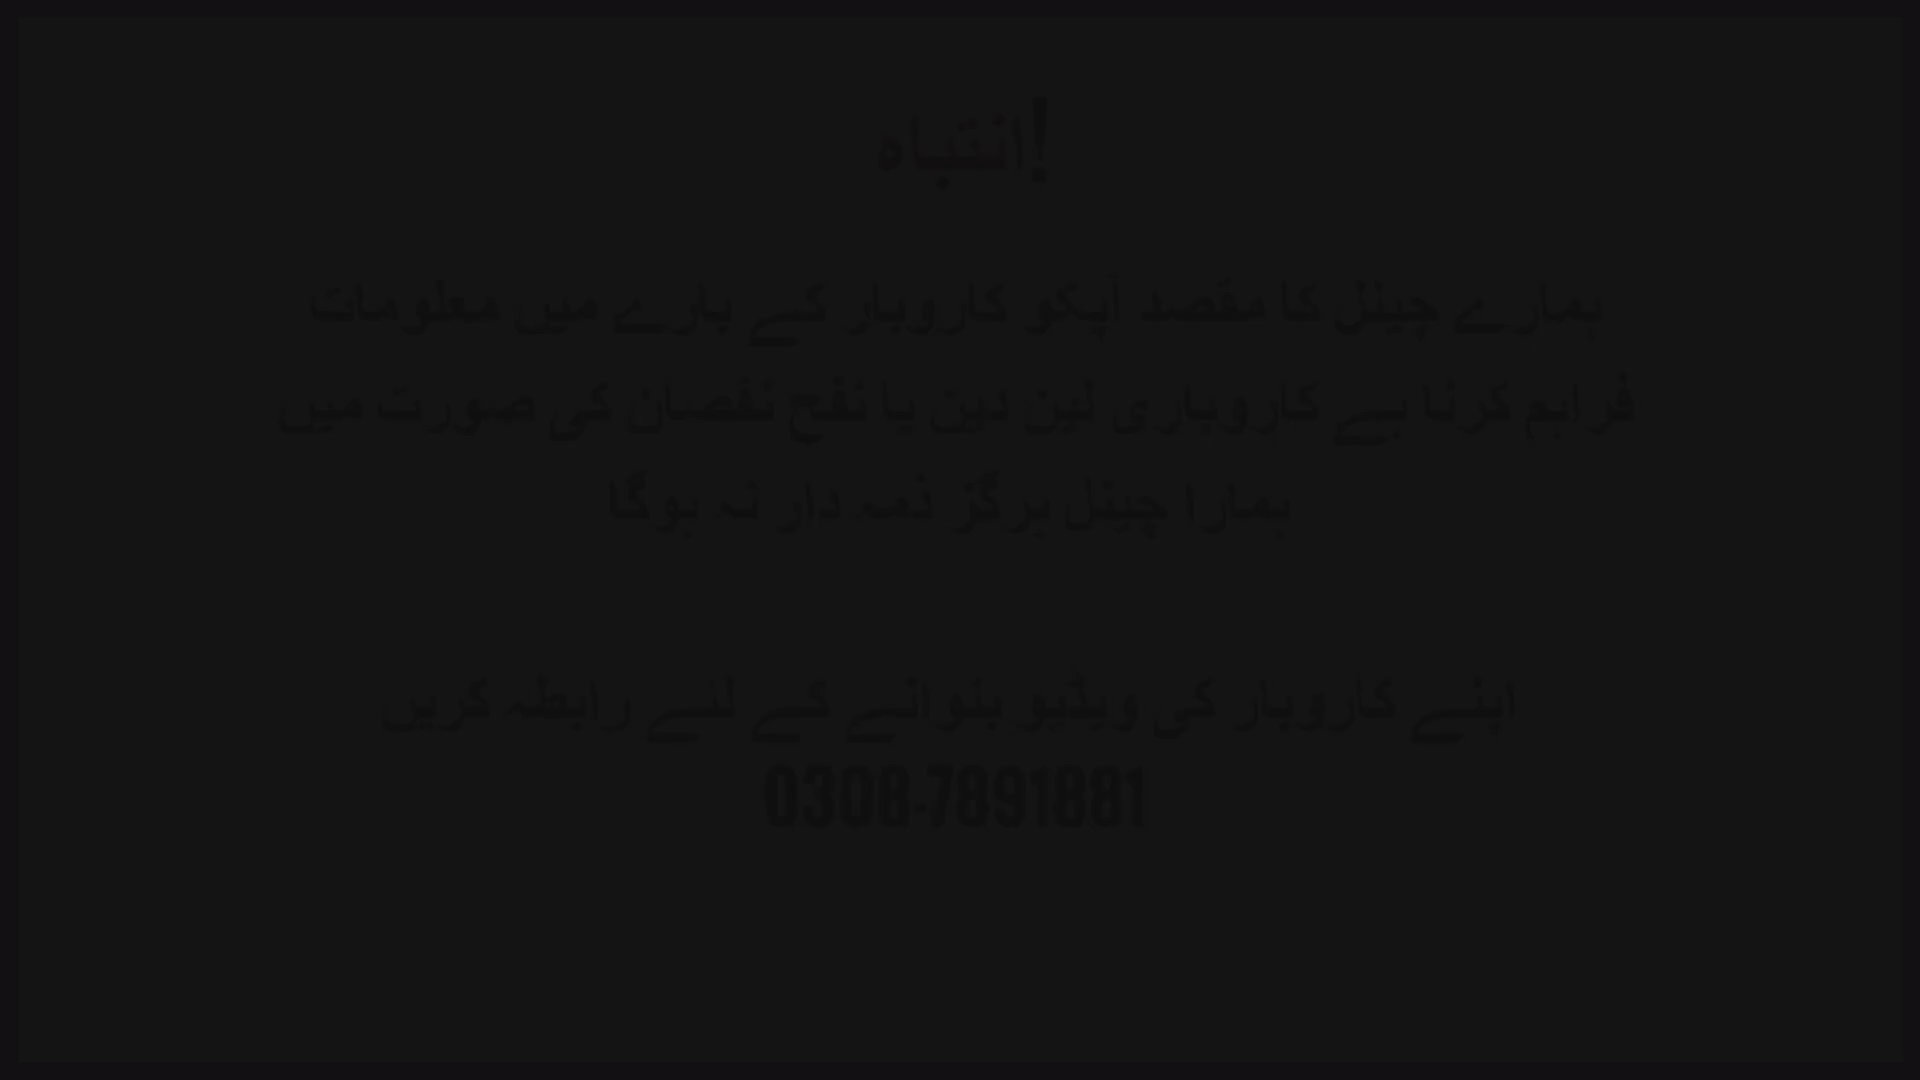 انتباہ!
ہمارے چینل کا مقصد آپکو کاروبار کے بارے میں معلومات
فراہم کرنا ہے کاروباری لین دین یا نفع نقصان کی صورت میں
ہمارا چینل ہرگز ذمہ دار نہ ہوگا
اپنے کاروبار کی ویڈیو بنوانے کے لئے رابطہ کریں
0308-7891881